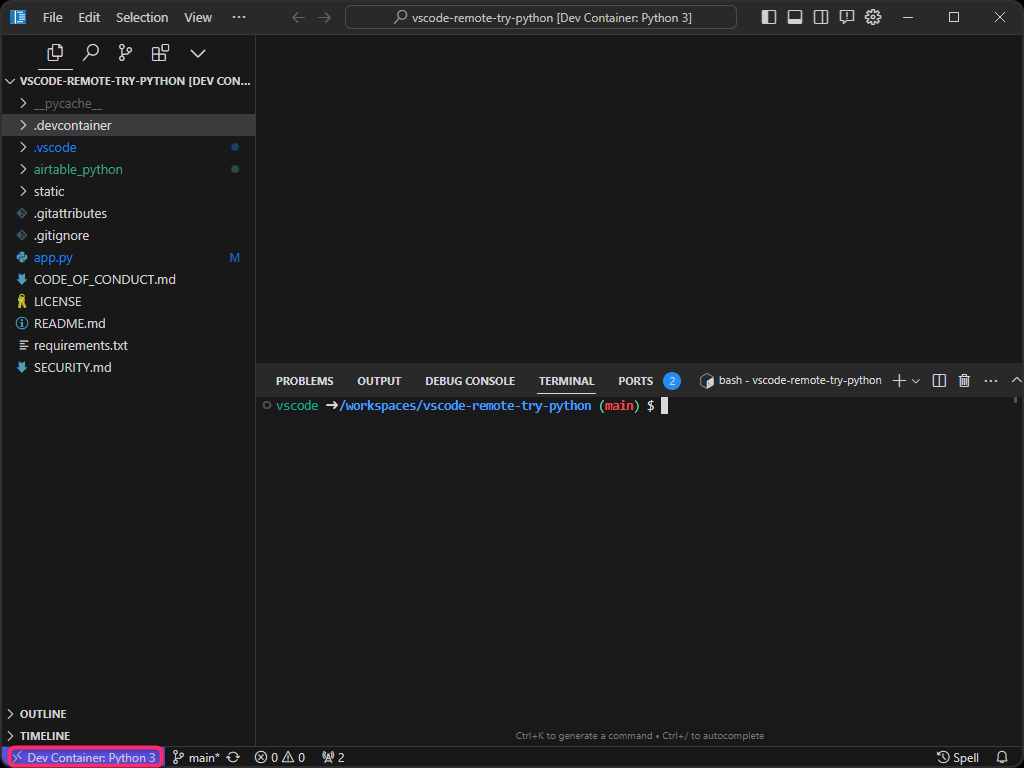 File Edit Selection View ··· vscode-remote-try-python [Dev Container: Python 3]
VSCODE-REMOTE-TRY-PYTHON [DEV CON...
__pycache__
.devcontainer
.vscode
airtable_python
static
.gitattributes
.gitignore
app.py M
CODE_OF_CONDUCT.md
LICENSE
README.md
requirements.txt
SECURITY.md
OUTLINE
TIMELINE
PROBLEMS OUTPUT DEBUG CONSOLE TERMINAL PORTS 2 bash - vscode-remote-try-python
vscode ➜/workspaces/vscode-remote-try-python (main) $
Ctrl+K to generate a command • Ctrl+/ to autocomplete
Dev Container: Python 3 main* 0 0 2 Spell